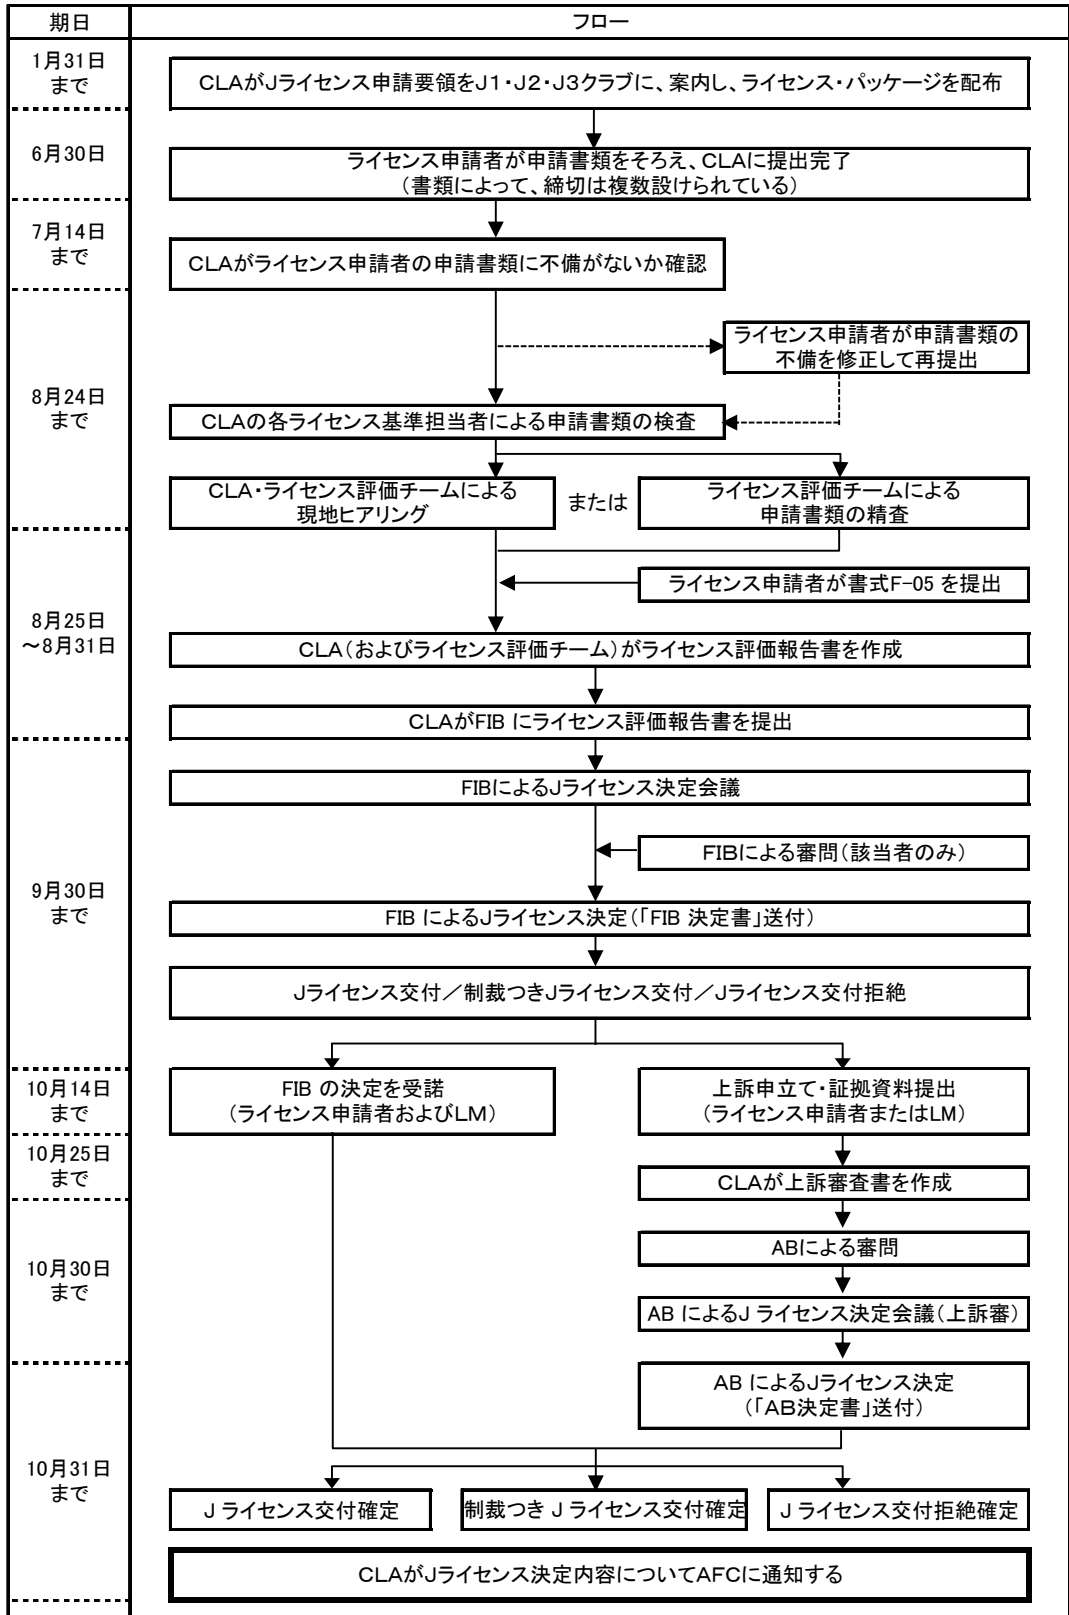 期日
フロー
1月31日
まで
CLAがJライセンス申請要領をJ1・J2・J3クラブに、案内し、ライセンス・パッケージを配布
6月30日
ライセンス申請者が申請書類をそろえ、CLAに提出完了
（書類によって、締切は複数設けられている）
7月14日
まで
CLAがライセンス申請者の申請書類に不備がないか確認
8月24日
まで
ライセンス申請者が申請書類の
不備を修正して再提出
CLAの各ライセンス基準担当者による申請書類の検査
CLA・ライセンス評価チームによる
現地ヒアリング
または
ライセンス評価チームによる
申請書類の精査
8月25日
～8月31日
ライセンス申請者が書式F-05 を提出
CLA（およびライセンス評価チーム）がライセンス評価報告書を作成
CLAがFIB にライセンス評価報告書を提出
9月30日
まで
FIBによるJライセンス決定会議
FIBによる審問（該当者のみ）
FIB によるJライセンス決定（「FIB 決定書」送付）
Jライセンス交付／制裁つきJライセンス交付／Jライセンス交付拒絶
10月14日
まで
FIB の決定を受諾
（ライセンス申請者およびLM）
上訴申立て・証拠資料提出
（ライセンス申請者またはLM）
10月25日
まで
CLAが上訴審査書を作成
10月30日
まで
ABによる審問
AB によるJ ライセンス決定会議（上訴審）
10月31日
まで
AB によるJライセンス決定
（「AB決定書」送付）
J ライセンス交付確定
制裁つき J ライセンス交付確定
J ライセンス交付拒絶確定
CLAがJライセンス決定内容についてAFCに通知する